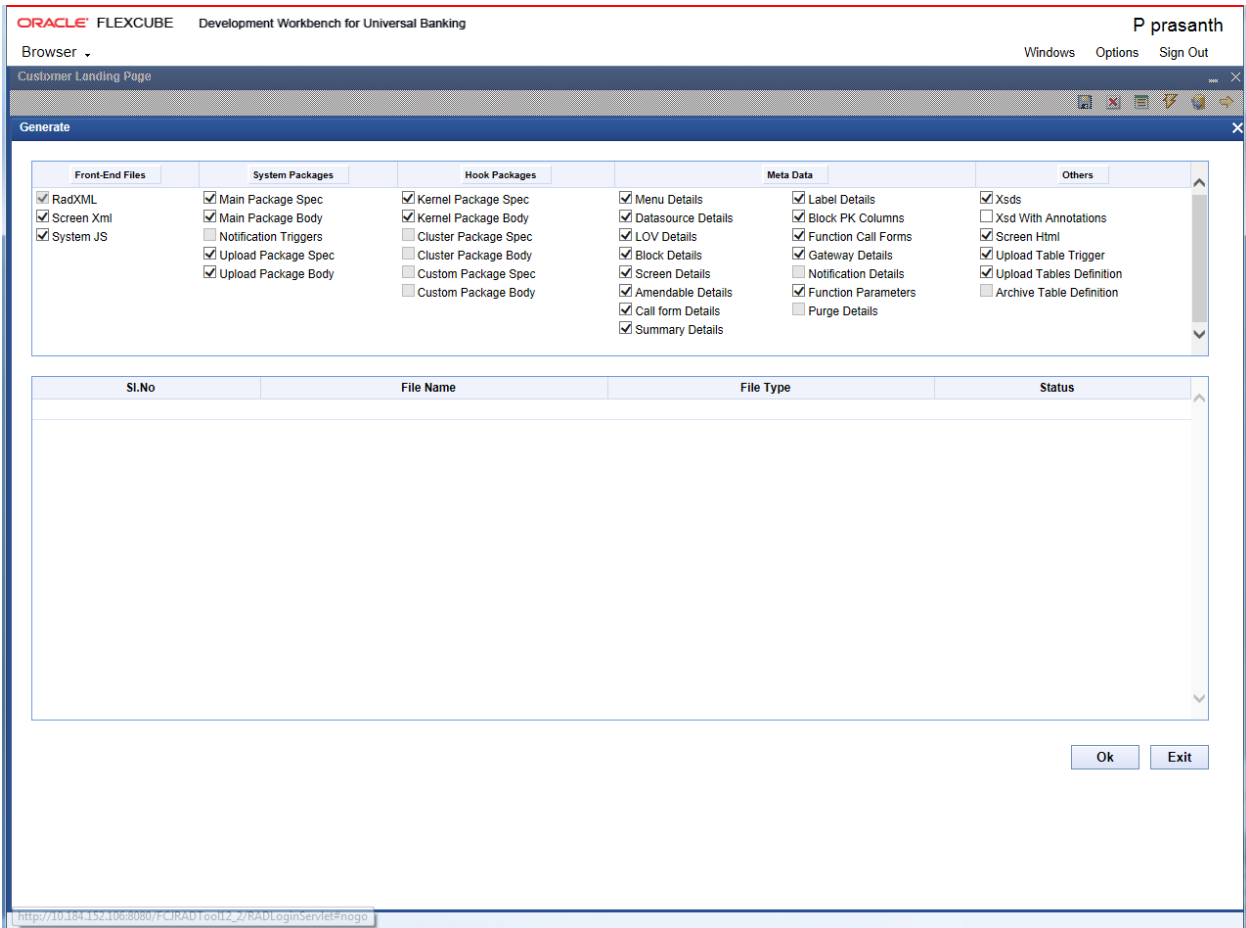 ORACLE FLEXCUBE Development Workbench for Universal Banking
P prasanth
Browser Windows Options Sign Out
Customer Landing Page
Generate
Front-End Files System Packages Hook Packages Meta Data Others
RadXML Main Package Spec Kernel Package Spec Menu Details Label Details Xsds
Screen Xml Main Package Body Kernel Package Body Datasource Details Block PK Columns Xsd With Annotations
System JS Notification Triggers Cluster Package Spec LOV Details Function Call Forms Screen Html
Upload Package Spec Cluster Package Body Block Details Gateway Details Upload Table Trigger
Upload Package Body Custom Package Spec Screen Details Notification Details Upload Tables Definition
Custom Package Body Amendable Details Function Parameters Archive Table Definition
Call form Details Purge Details
Summary Details
Sl.No File Name File Type Status
Ok Exit
http://10.184.152.106:8080/FCJRADTool12_2/RADLoginServlet#nogo